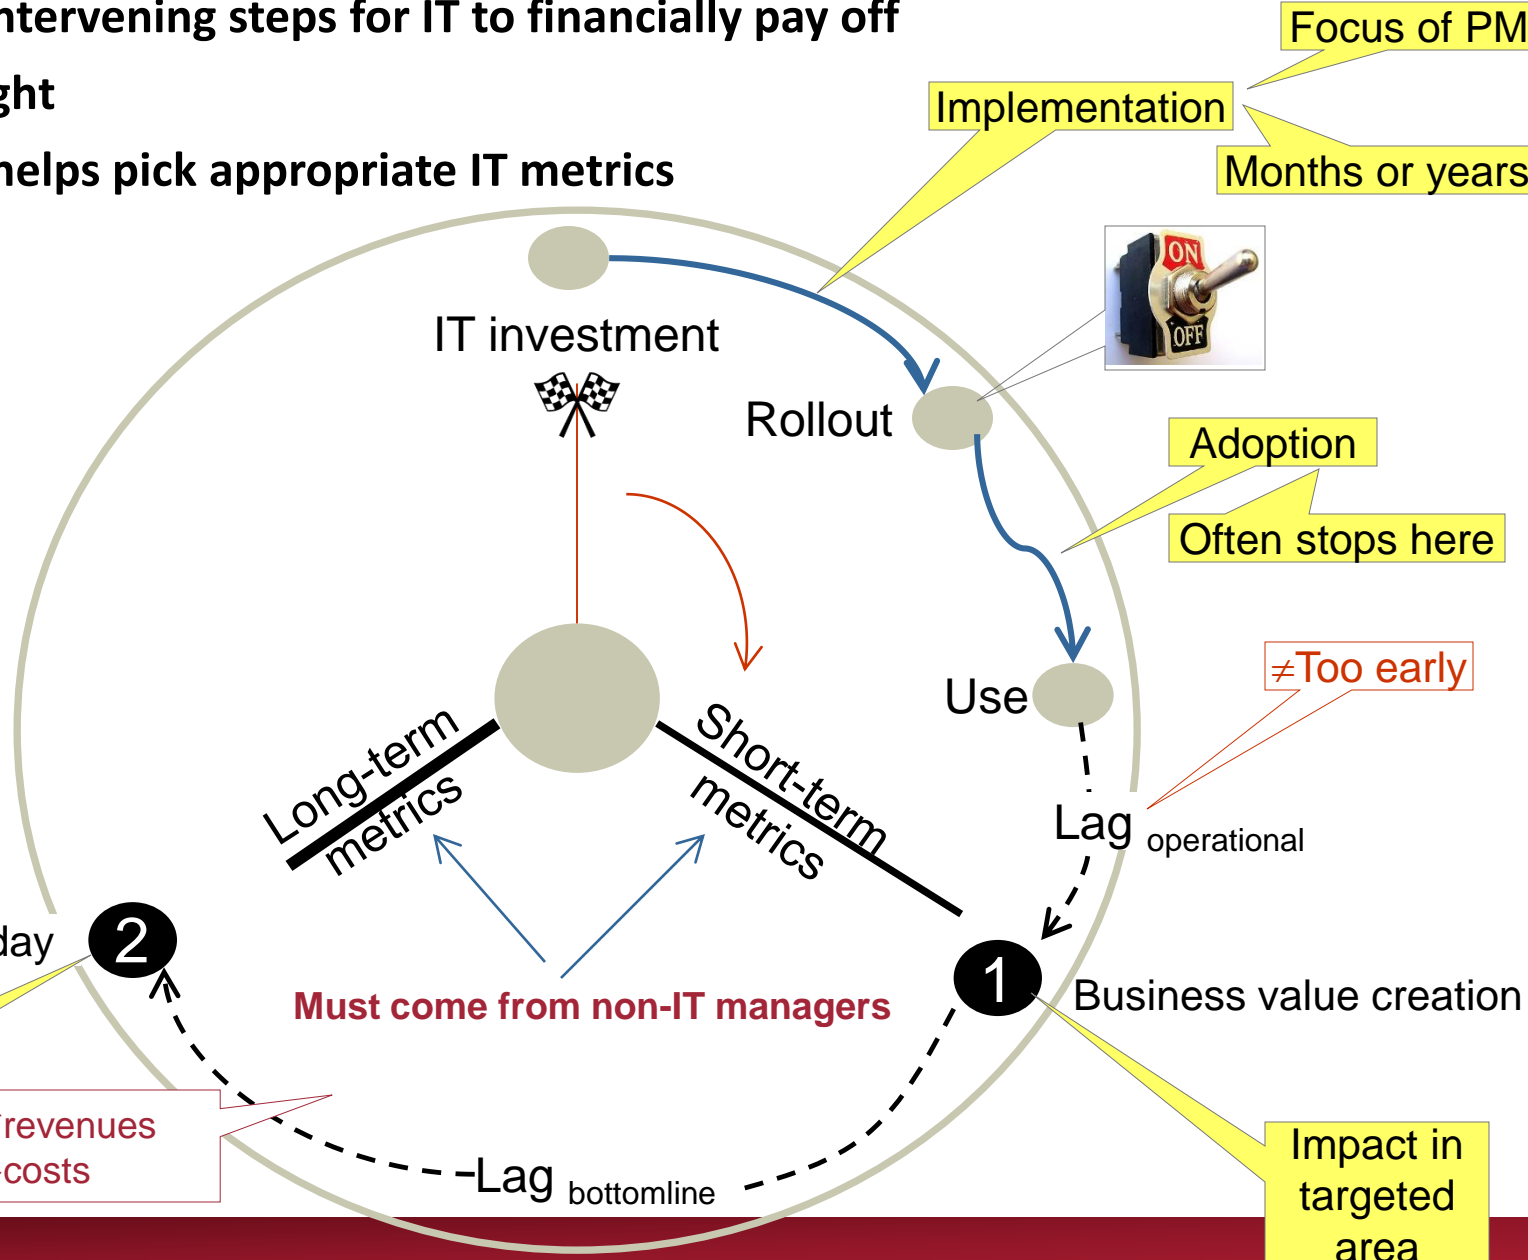 ntervening steps for IT to financially pay off
ght
helps pick appropriate IT metrics
Focus of PM
Implementation
Months or years
ON
OFF
IT investment
Rollout
Adoption
Often stops here
≠Too early
Use
Long-term
metrics
Short-term
metrics
Lag operational
day
2
1
Must come from non-IT managers
Business value creation
revenues
costs
Lag bottomline
Impact in
targeted
area